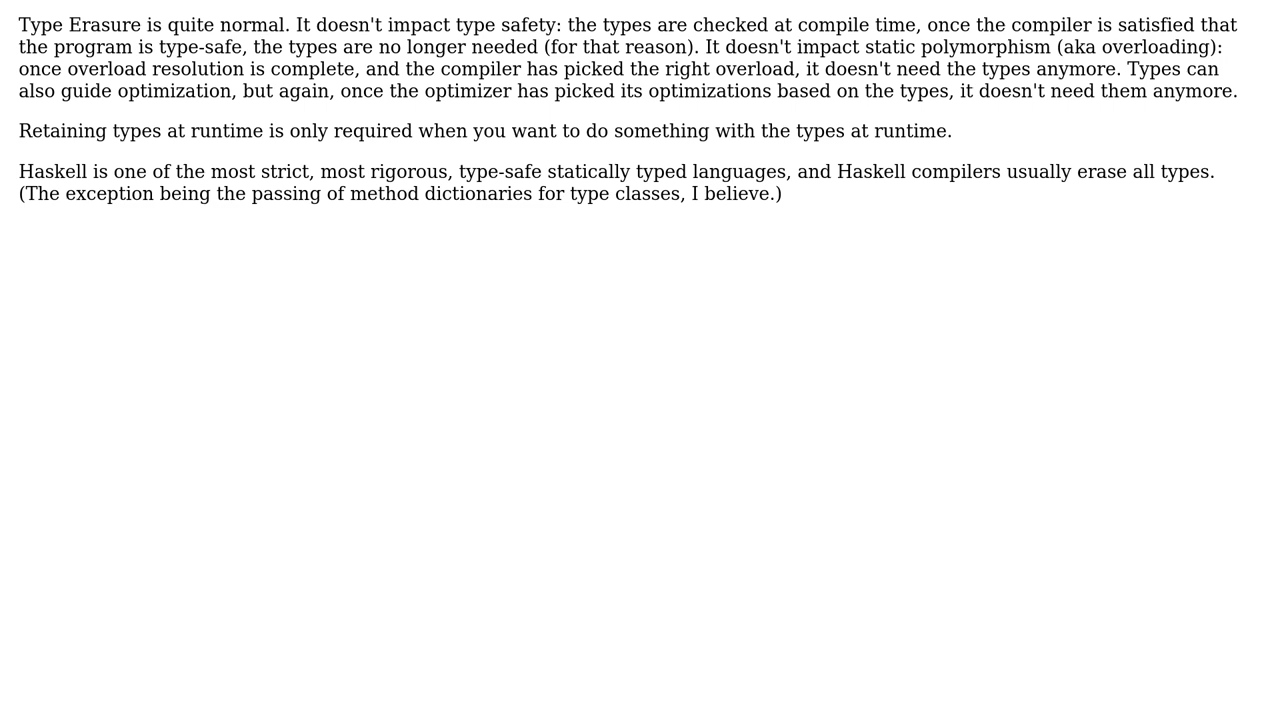 Type Erasure is quite normal. It doesn't impact type safety: the types are checked at compile time, once the compiler is satisfied that
the program is type-safe, the types are no longer needed (for that reason). It doesn't impact static polymorphism (aka overloading):
once overload resolution is complete, and the compiler has picked the right overload, it doesn't need the types anymore. Types can
also guide optimization, but again, once the optimizer has picked its optimizations based on the types, it doesn't need them anymore.
Retaining types at runtime is only required when you want to do something with the types at runtime.
Haskell is one of the most strict, most rigorous, type-safe statically typed languages, and Haskell compilers usually erase all types.
(The exception being the passing of method dictionaries for type classes, I believe.)